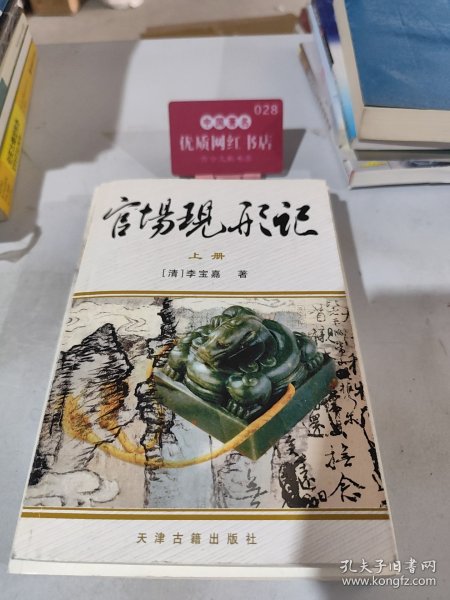 028
优质网红书店
官場現形记
上册
[清]李宝嘉 著
天津古籍出版社
孔夫子旧书网
www.kongfz.com